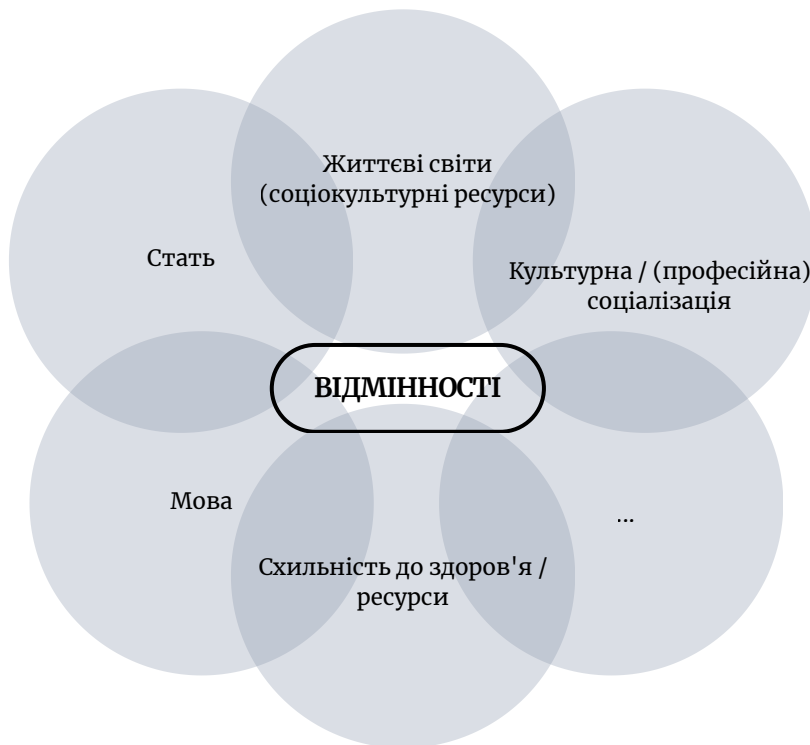 Життєві світи
(соціокультурні ресурси)
Стать
Культурна / (професійна)
соціалізація
ВІДМІННОСТІ
Мова
...
Схильність до здоров'я /
ресурси